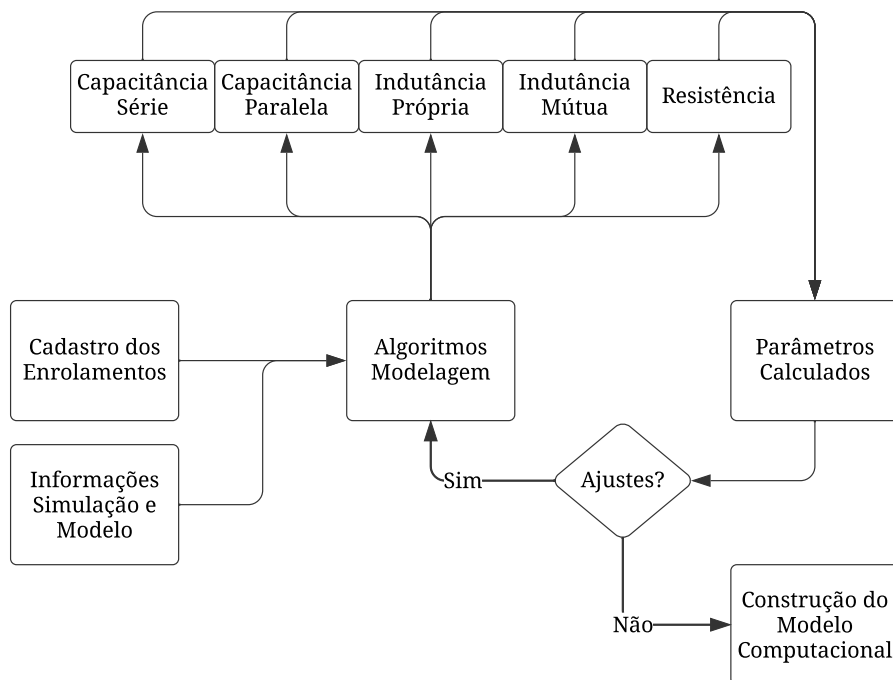 Capacitância
Série
Capacitância
Paralela
Indutância
Própria
Indutância
Mútua
Resistência
Cadastro dos
Enrolamentos
Algoritmos
Modelagem
Parâmetros
Calculados
Informações
Simulação e
Modelo
Sim
Ajustes?
Não
Construção do
Modelo
Computacional